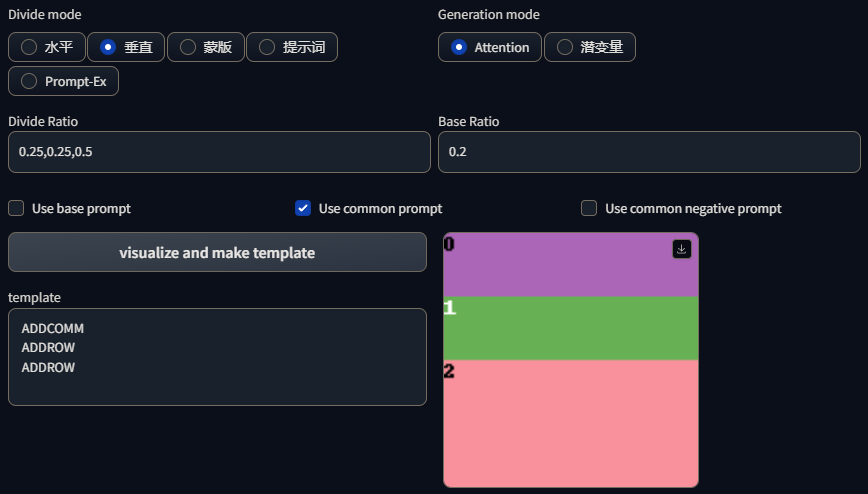 Divide mode
Generation mode
水平
垂直
蒙版
提示词
Attention
潜变量
Prompt-Ex
Divide Ratio
Base Ratio
0.25,0.25,0.5
0.2
Use base prompt
Use common prompt
Use common negative prompt
visualize and make template
0
1
2
template
ADDCOMM
ADDROW
ADDROW